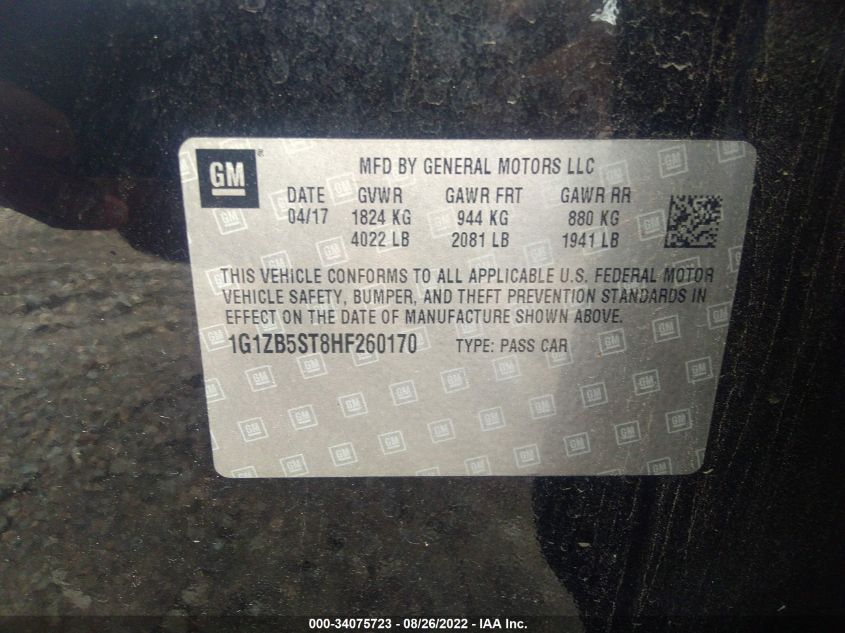 GM
MFD BY GENERAL MOTORS LLC
DATE GVWR GAWR FRT GAWR RR
04/17 1824 KG 944 KG 880 KG
4022 LB 2081 LB 1941 LB
THIS VEHICLE CONFORMS TO ALL APPLICABLE U.S. FEDERAL MOTOR
VEHICLE SAFETY, BUMPER, AND THEFT PREVENTION STANDARDS IN
EFFECT ON THE DATE OF MANUFACTURE SHOWN ABOVE.
1G1ZB5ST8HF260170 TYPE: PASS CAR
000-34075723 - 08/26/2022 - IAA Inc.